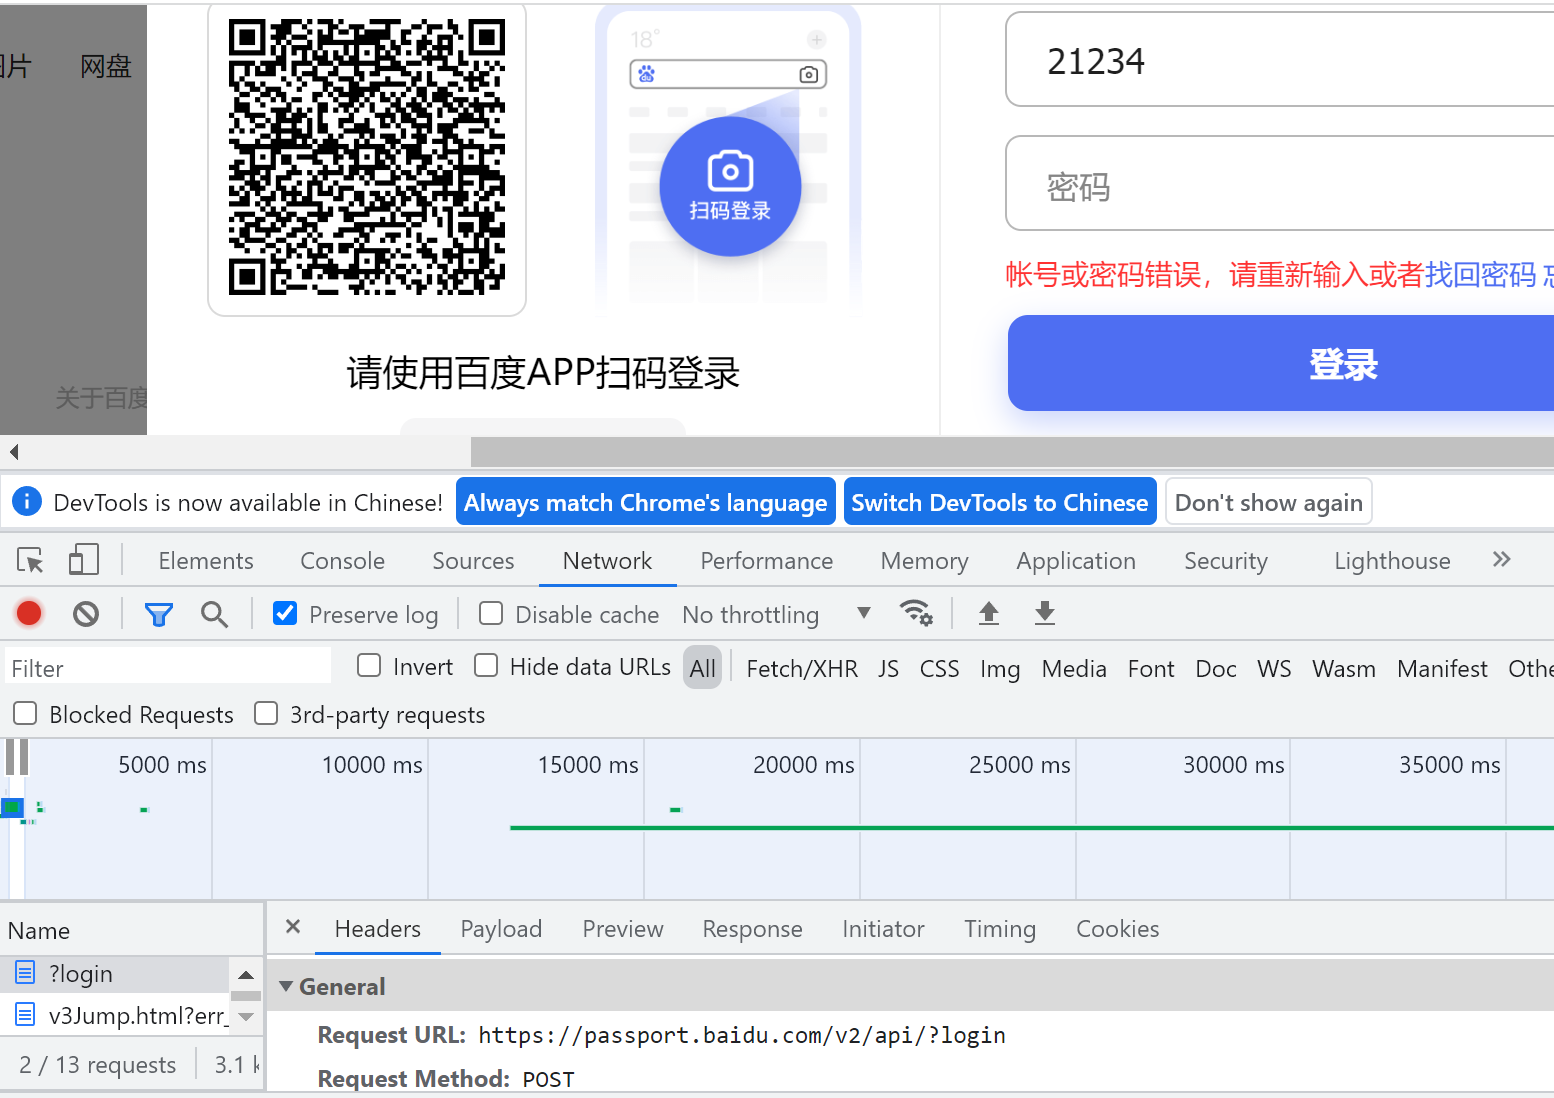 片
网盘
18°
21234
du
扫码登录
密码
帐号或密码错误，请重新输入或者找回密码
请使用百度APP扫码登录
登录
关于百度
DevTools is now available in Chinese!
Always match Chrome's language
Switch DevTools to Chinese
Don't show again
Elements
Console
Sources
Network
Performance
Memory
Application
Security
Lighthouse
Preserve log
Disable cache
No throttling
Filter
Invert
Hide data URLs
All
Fetch/XHR
JS
CSS
Img
Media
Font
Doc
WS
Wasm
Manifest
Othe
Blocked Requests
3rd-party requests
5000 ms
10000 ms
15000 ms
20000 ms
25000 ms
30000 ms
35000 ms
Name
Headers
Payload
Preview
Response
Initiator
Timing
Cookies
?login
General
v3Jump.html?err_
Request URL: https://passport.baidu.com/v2/api/?login
2 / 13 requests
3.1 k
Request Method: POST